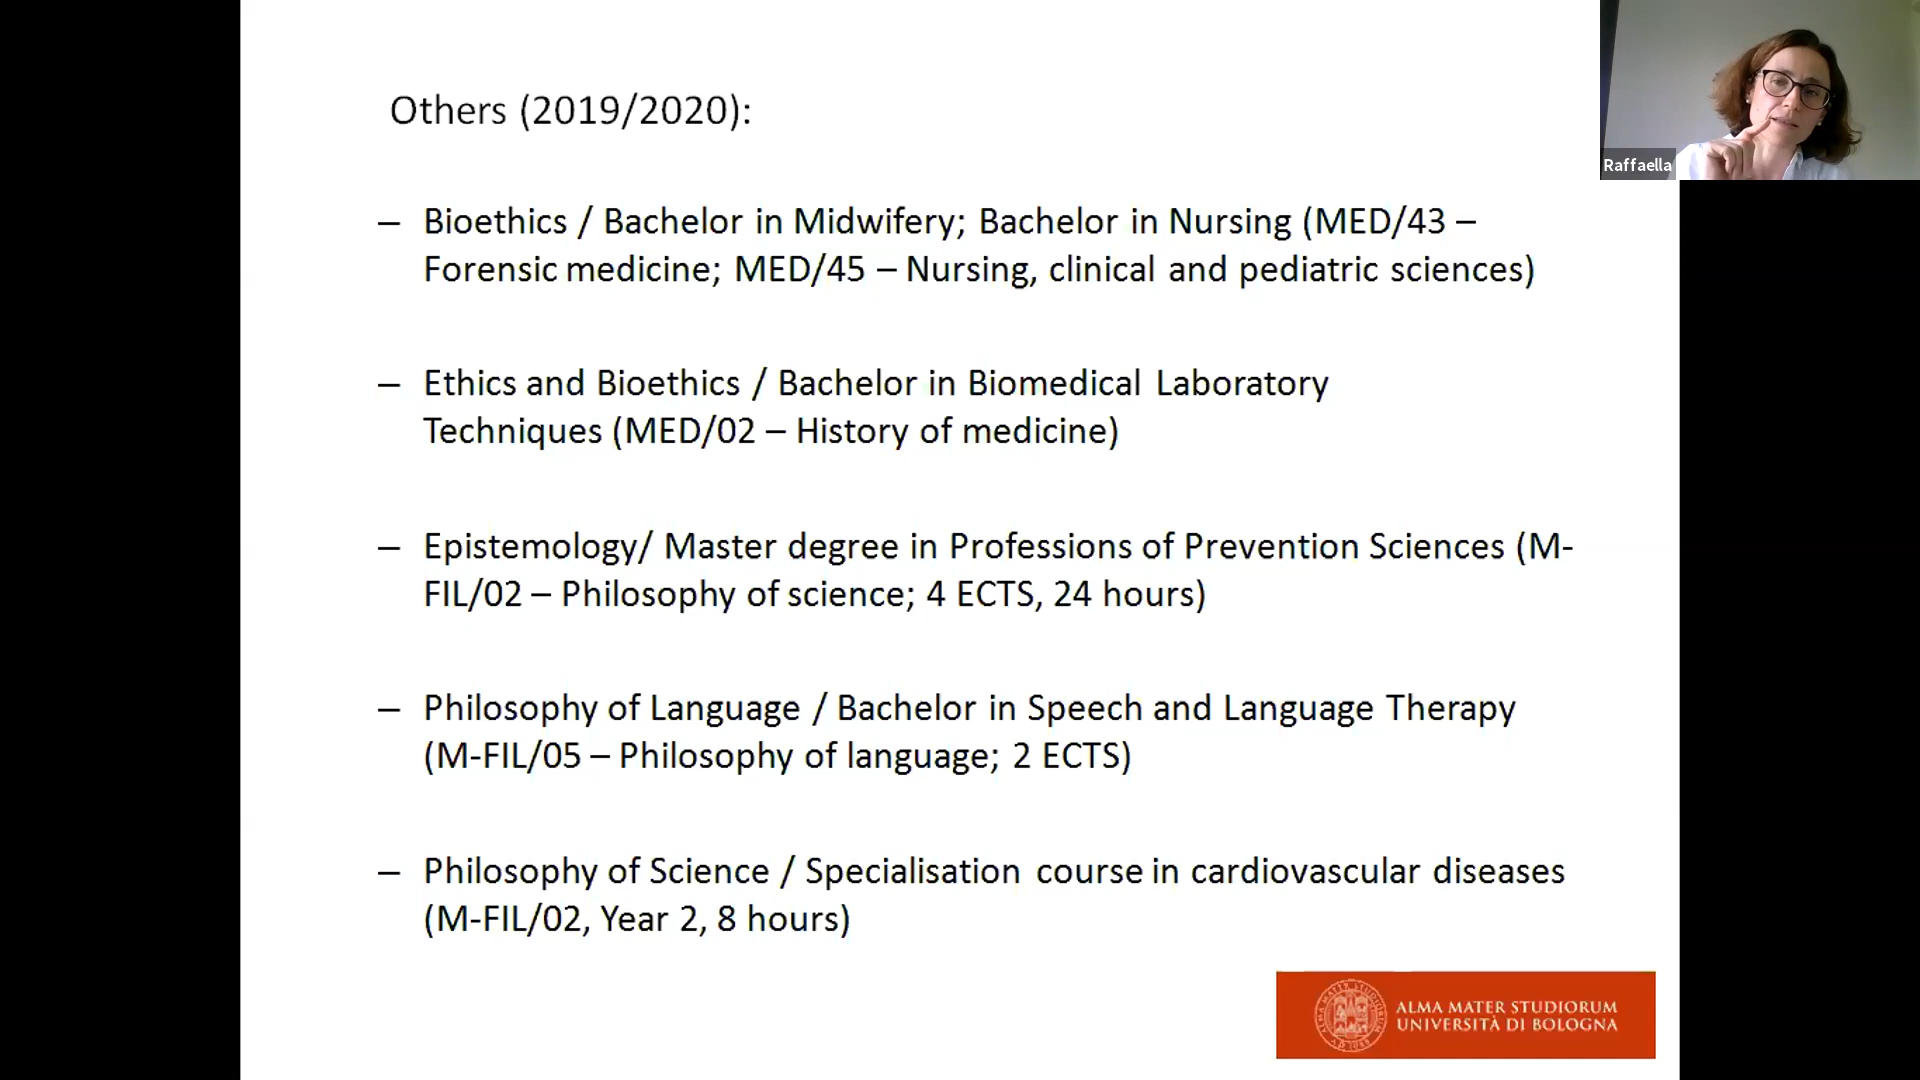 Others (2019/2020):
Raffaella
– Bioethics / Bachelor in Midwifery; Bachelor in Nursing (MED/43 –
Forensic medicine; MED/45 – Nursing, clinical and pediatric sciences)
– Ethics and Bioethics / Bachelor in Biomedical Laboratory
Techniques (MED/02 – History of medicine)
– Epistemology/ Master degree in Professions of Prevention Sciences (M-
FIL/02 – Philosophy of science; 4 ECTS, 24 hours)
– Philosophy of Language / Bachelor in Speech and Language Therapy
(M-FIL/05 – Philosophy of language; 2 ECTS)
– Philosophy of Science / Specialisation course in cardiovascular diseases
(M-FIL/02, Year 2, 8 hours)
ALMA MATER STUDIORUM
UNIVERSITÀ DI BOLOGNA